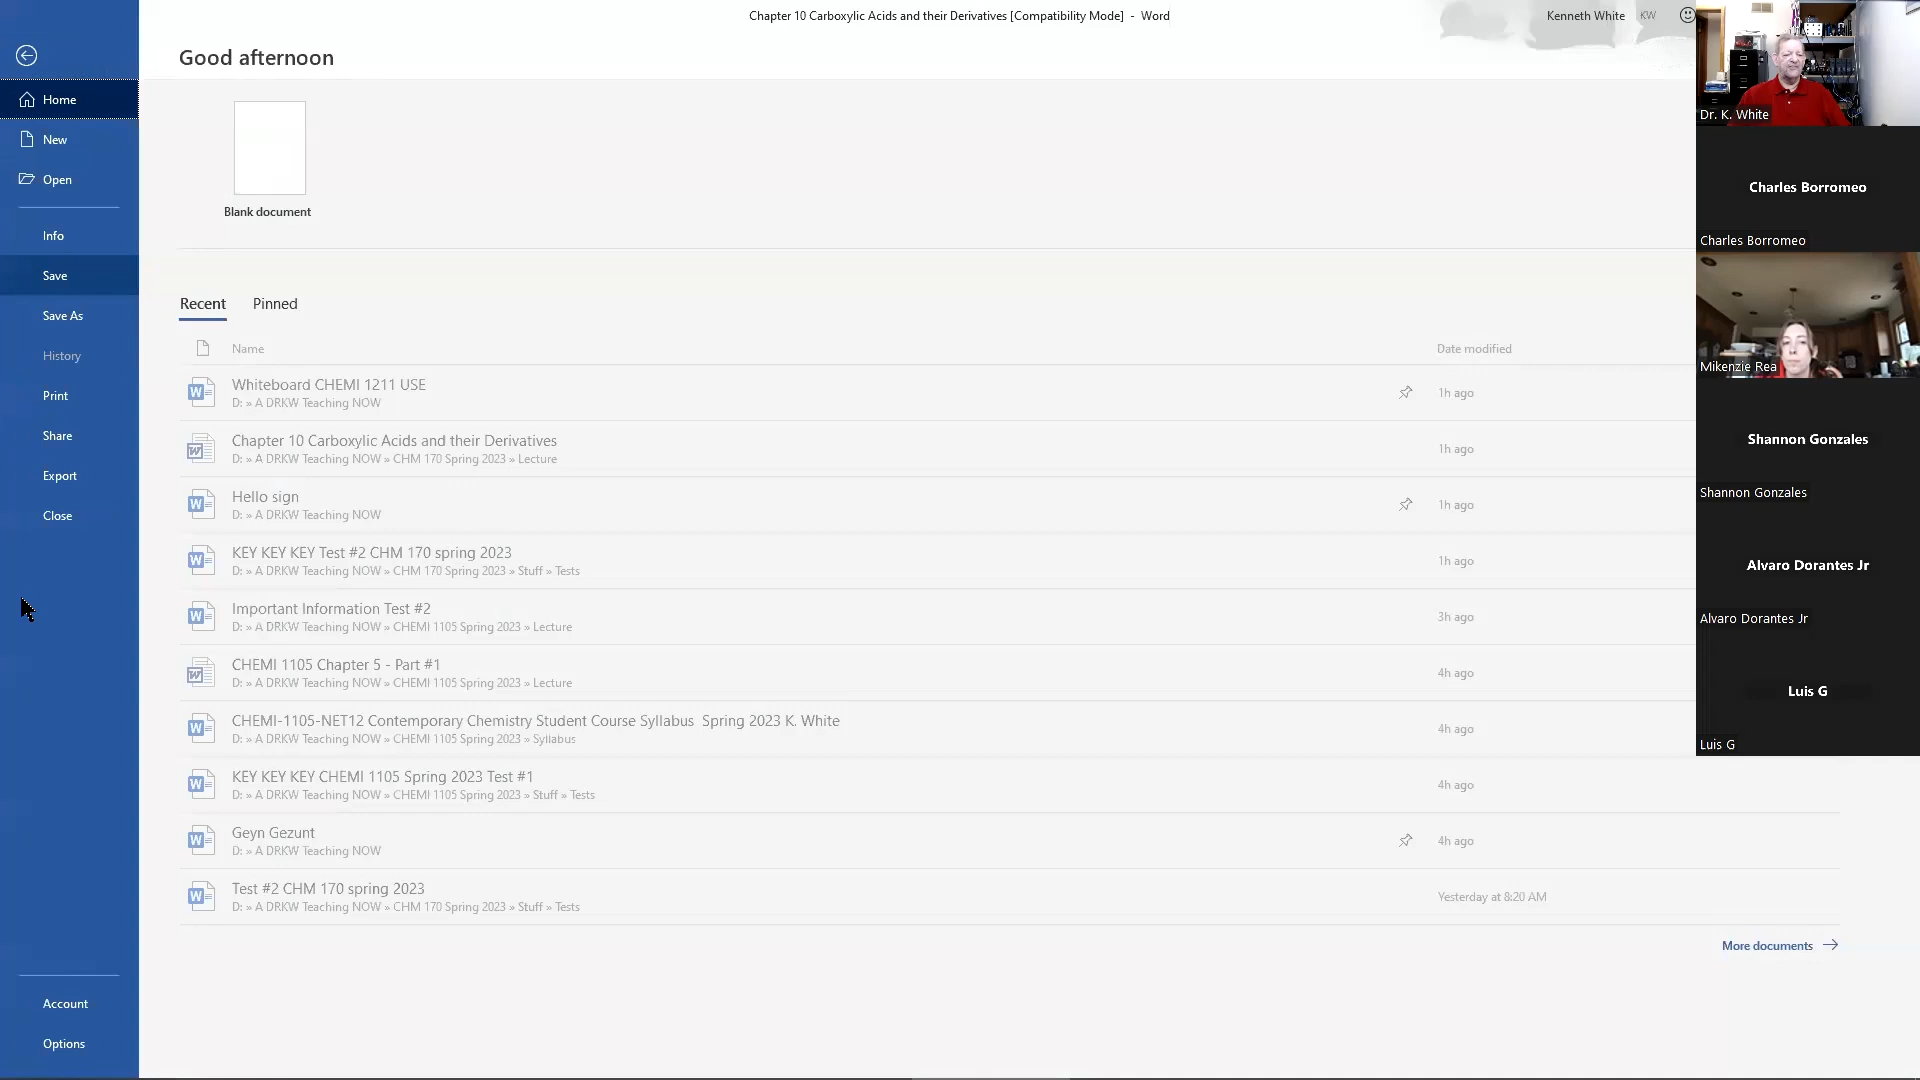 Chapter 10 Carboxylic Acids and their Derivatives [Compatibility Mode] - Word
Kenneth White KW
Good afternoon
Home
New
Open
Info
Save
Save As
History
Print
Share
Export
Close
Account
Options
Blank document
Recent Pinned
Name Date modified
Whiteboard CHEMI 1211 USE
D: » A DRKW Teaching NOW
1h ago
Chapter 10 Carboxylic Acids and their Derivatives
D: » A DRKW Teaching NOW » CHM 170 Spring 2023 » Lecture
1h ago
Hello sign
D: » A DRKW Teaching NOW
1h ago
KEY KEY KEY Test #2 CHM 170 spring 2023
D: » A DRKW Teaching NOW » CHM 170 Spring 2023 » Stuff » Tests
1h ago
Important Information Test #2
D: » A DRKW Teaching NOW » CHEMI 1105 Spring 2023 » Lecture
3h ago
CHEMI 1105 Chapter 5 - Part #1
D: » A DRKW Teaching NOW » CHEMI 1105 Spring 2023 » Lecture
4h ago
CHEMI-1105-NET12 Contemporary Chemistry Student Course Syllabus Spring 2023 K. White
D: » A DRKW Teaching NOW » CHEMI 1105 Spring 2023 » Syllabus
4h ago
KEY KEY KEY CHEMI 1105 Spring 2023 Test #1
D: » A DRKW Teaching NOW » CHEMI 1105 Spring 2023 » Stuff » Tests
4h ago
Geyn Gezunt
D: » A DRKW Teaching NOW
4h ago
Test #2 CHM 170 spring 2023
D: » A DRKW Teaching NOW » CHM 170 Spring 2023 » Stuff » Tests
Yesterday at 8:20 AM
More documents
Dr. K. White
Charles Borromeo
Charles Borromeo
Mikenzie Rea
Shannon Gonzales
Shannon Gonzales
Alvaro Dorantes Jr
Alvaro Dorantes Jr
Luis G
Luis G